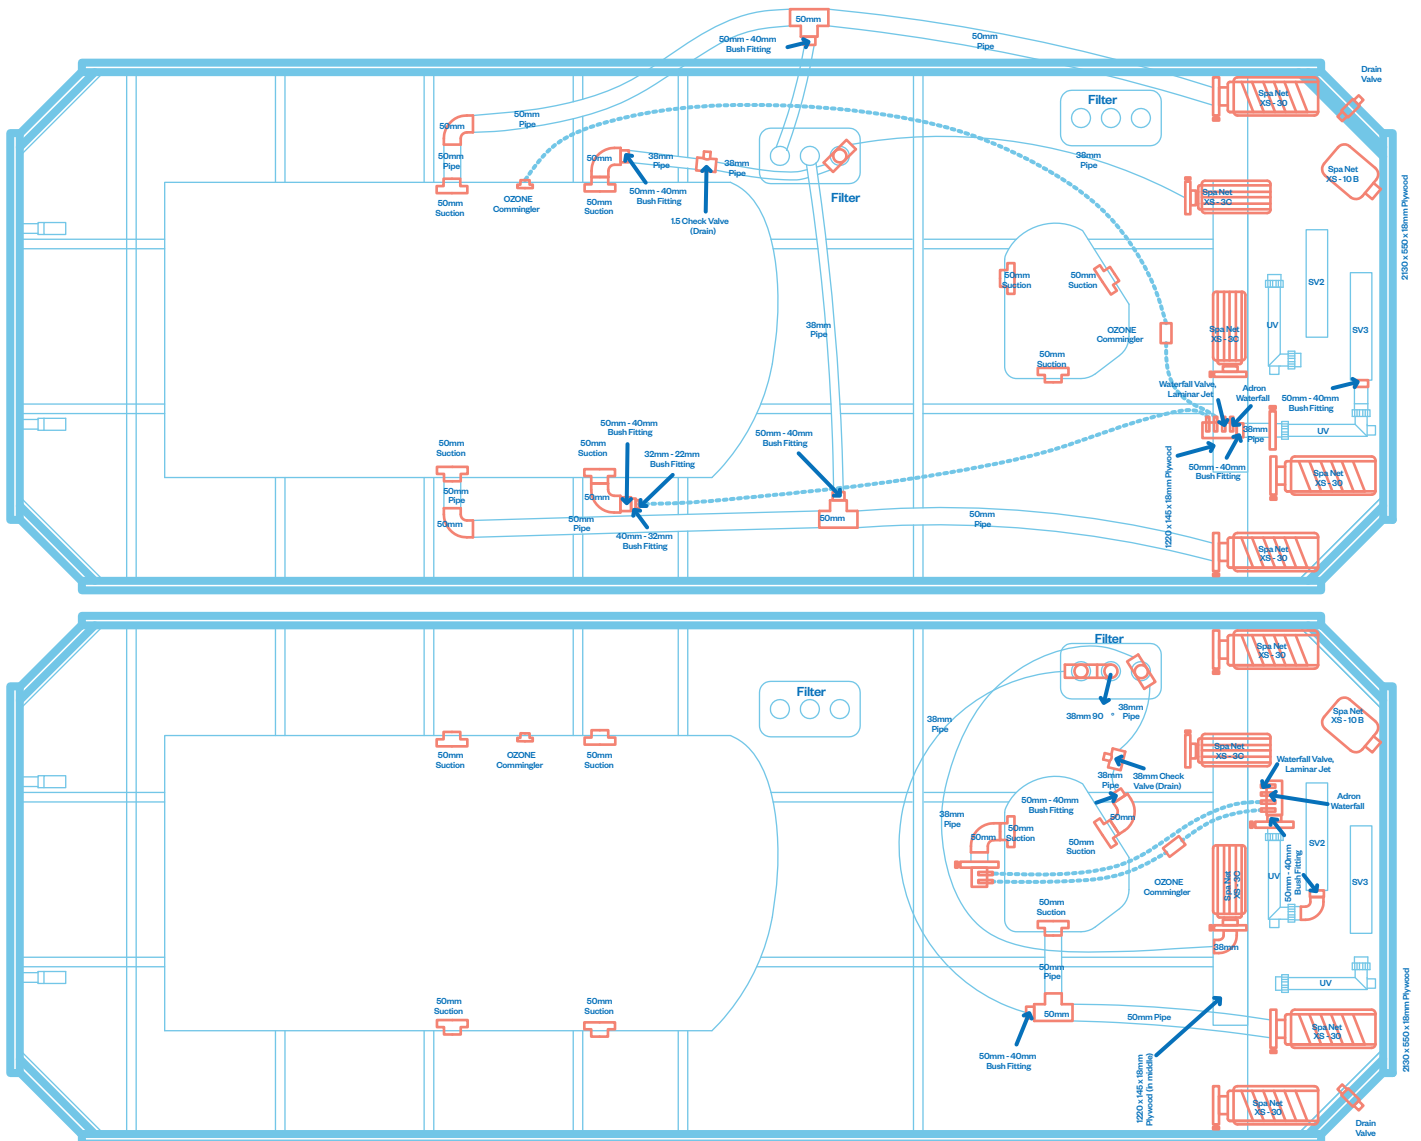 50mm
50mm - 40mm
Bush Fitting
50mm
Pipe
Drain
Valve
Spa Net
XS - 30
Filter
50mm
50mm
Pipe
50mm
Pipe
50mm
Suction
OZONE
Commingler
50mm
50mm
Suction
38mm
Pipe
50mm - 40mm
Bush Fitting
38mm
Pipe
1.5 Check Valve
(Drain)
Filter
38mm
Pipe
Spa Net
XS - 3C
Spa Net
XS - 10 B
2130 x 550 x 18mm Plywood
50mm
Suction
50mm
Suction
OZONE
Commingler
50mm
Suction
38mm
Pipe
Spa Net
XS - 3C
UV
SV2
SV3
Waterfall Valve,
Laminar Jet
Adron
Waterfall
50mm - 40mm
Bush Fitting
38mm
Pipe
UV
50mm - 40mm
Bush Fitting
1220 x 145 x 18mm Plywood
Spa Net
XS - 30
50mm
Suction
50mm
Pipe
50mm
50mm - 40mm
Bush Fitting
50mm
Suction
32mm - 22mm
Bush Fitting
50mm
50mm
Pipe
40mm - 32mm
Bush Fitting
50mm - 40mm
Bush Fitting
50mm
50mm
Pipe
Spa Net
XS - 30
Filter
Spa Net
XS - 30
38mm 90 °
38mm
Pipe
38mm
Pipe
Filter
Spa Net
XS - 10 B
50mm
Suction
OZONE
Commingler
50mm
Suction
Spa Net
XS - 3C
Waterfall Valve,
Laminar Jet
Adron
Waterfall
38mm
Pipe
38mm Check
Valve (Drain)
50mm - 40mm
Bush Fitting
50mm
38mm
Pipe
50mm
50mm
Suction
50mm
Suction
OZONE
Commingler
Spa Net
XS - 3C
UV
50mm - 40mm
Bush Fitting
SV2
SV3
50mm
Suction
38mm
50mm
Pipe
UV
50mm
50mm Pipe
50mm - 40mm
Bush Fitting
50mm
Suction
50mm
Suction
1220 x 145 x 18mm
Plywood (in middle)
Spa Net
XS - 30
2130 x 550 x 18mm Plywood
Spa Net
XS - 30
Drain
Valve